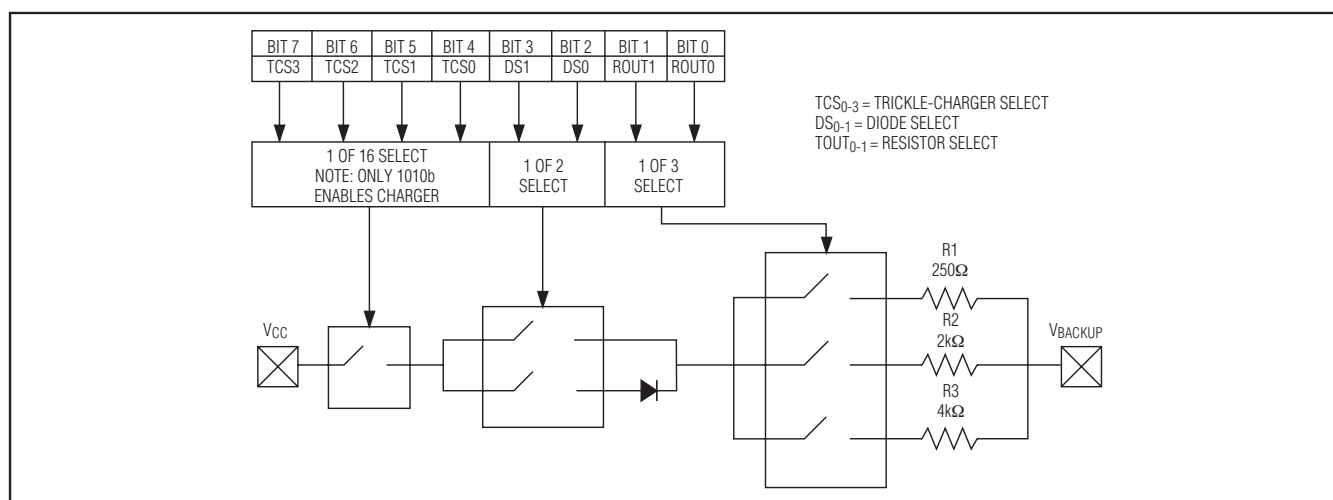 BIT 7 BIT 6 BIT 5 BIT 4 BIT 3 BIT 2 BIT 1 BIT 0
TCS3 TCS2 TCS1 TCS0 DS1 DS0 ROUT1 ROUT0
TCS0-3 = TRICKLE-CHARGER SELECT
DS0-1 = DIODE SELECT
TOUT0-1 = RESISTOR SELECT
1 OF 16 SELECT
NOTE: ONLY 1010b
ENABLES CHARGER
1 OF 2
SELECT
1 OF 3
SELECT
R1
250Ω
VCC
R2
2kΩ
VBACKUP
R3
4kΩ